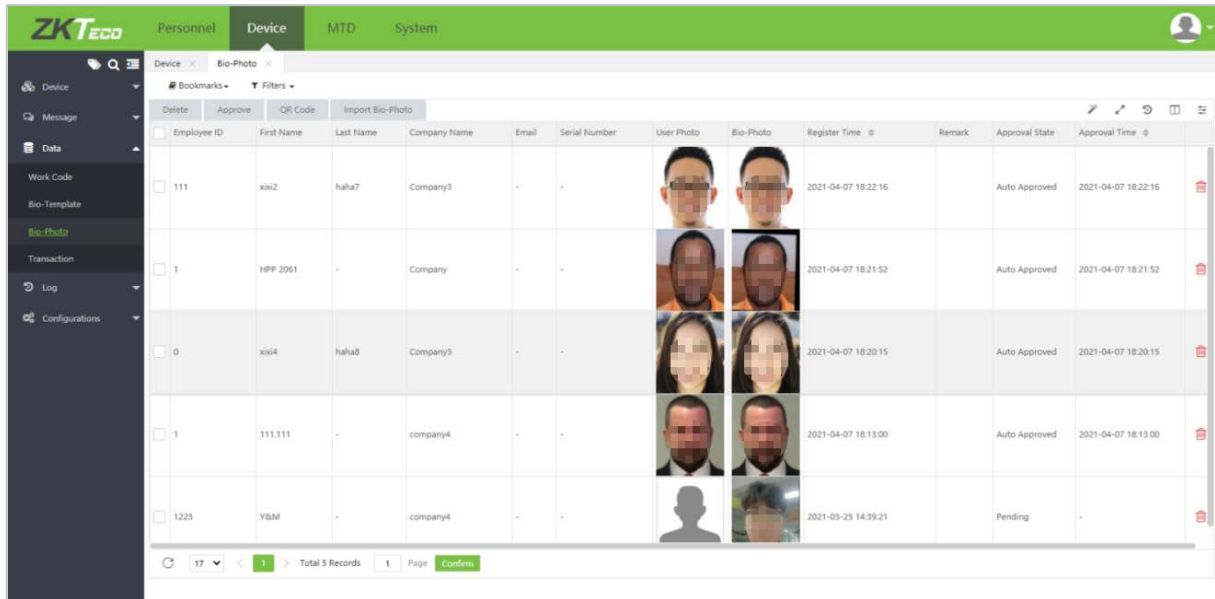 ZKTECO Personnel Device MTD System
Device × Bio-Photo ×
Device
Bookmarks Filters
Message
Delete Approve QR Code Import Bio-Photo
Data
Employee ID First Name Last Name Company Name Email Serial Number User Photo Bio-Photo Register Time Remark Approval State Approval Time
Work Code
111 xixi2 haha7 Company3 - - 2021-04-07 18:22:16 Auto Approved 2021-04-07 18:22:16
Bio-Template
Bio-Photo
Transaction
1 HPP 2061 - Company - - 2021-04-07 18:21:52 Auto Approved 2021-04-07 18:21:52
Log
Configurations
0 xixi4 haha8 Company3 - - 2021-04-07 18:20:15 Auto Approved 2021-04-07 18:20:15
1 111.111 - company4 - - 2021-04-07 18:13:00 Auto Approved 2021-04-07 18:13:00
1223 Y&M - company4 - - 2021-03-25 14:39:21 Pending -
17 < 1 > Total 5 Records 1 Page Confirm